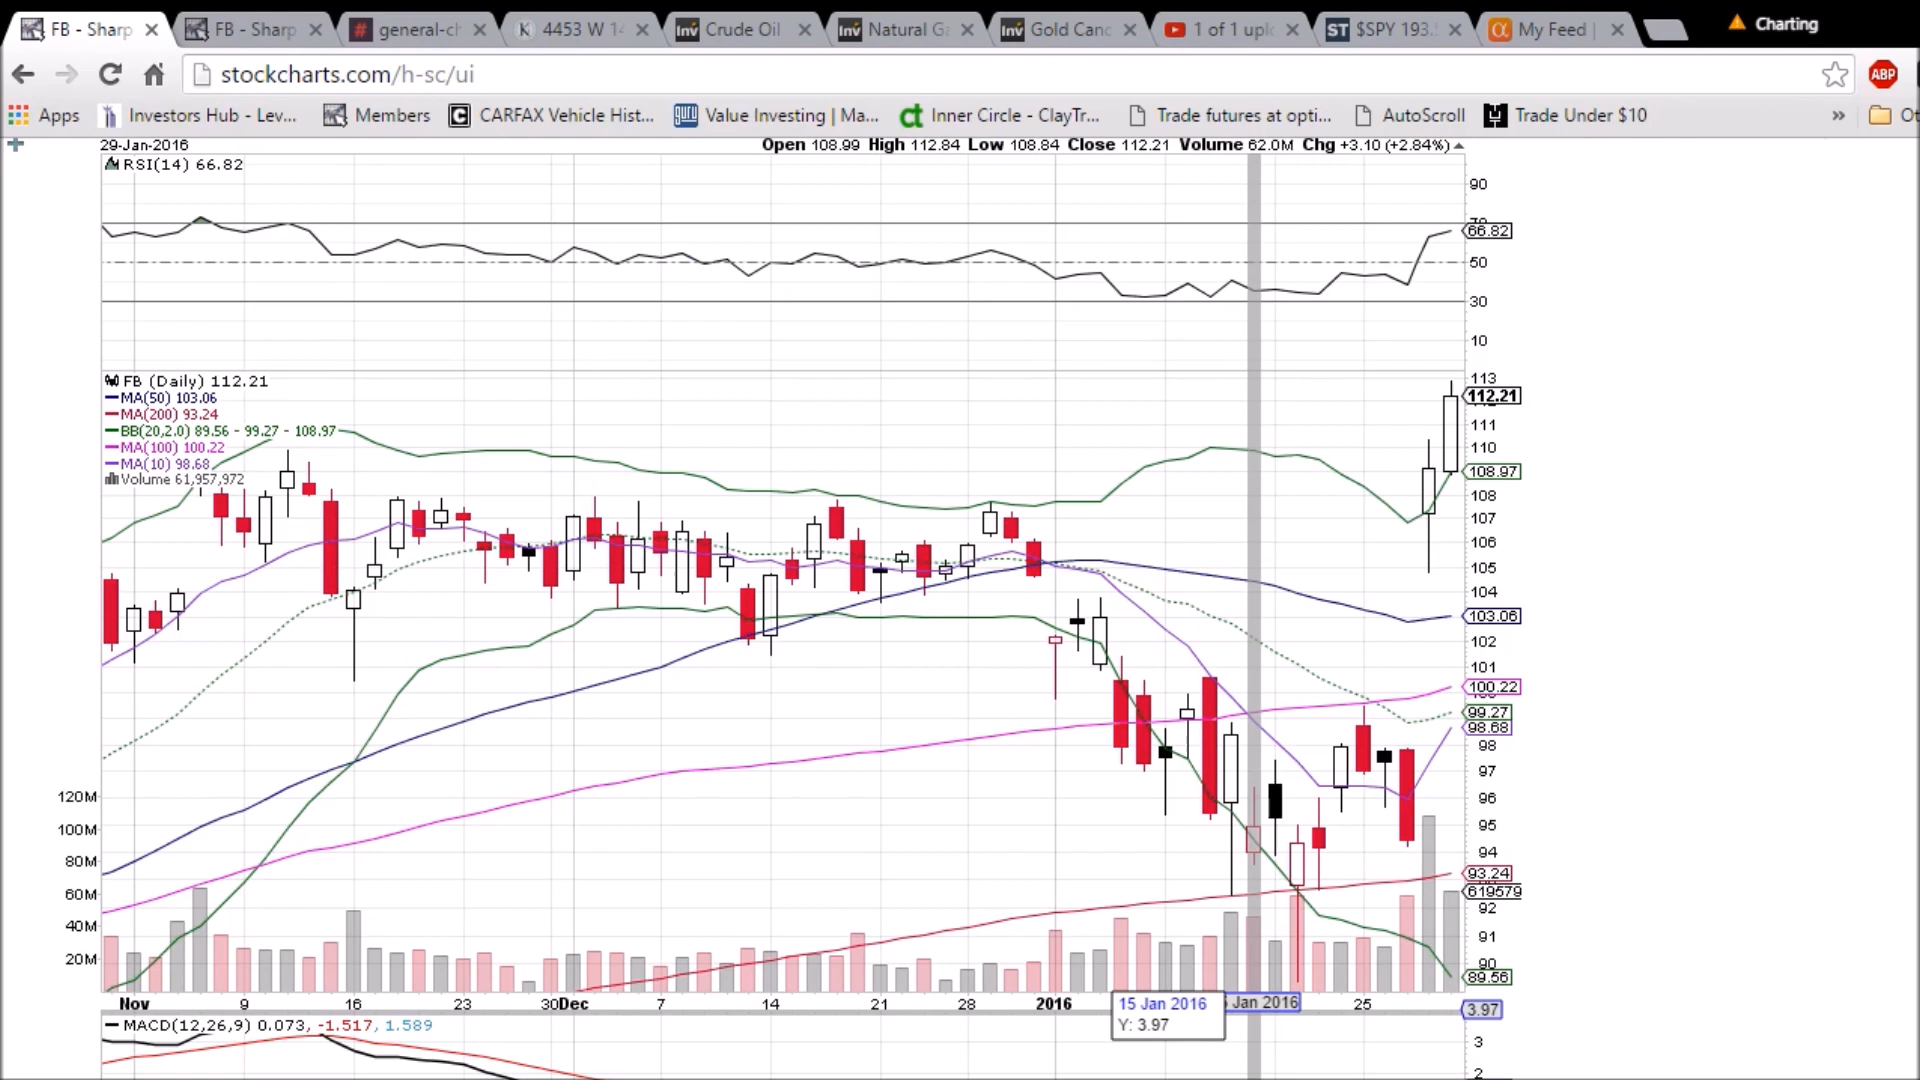 FB - Sharp FB - Sharp general-ch 4453 W 14 Crude Oil Natural Ga Gold Canc 1 of 1 uplo $SPY 193.5 My Feed | Charting
stockcharts.com/h-sc/ui ABP
Apps Investors Hub - Lev... Members CARFAX Vehicle Hist... Value Investing | Ma... Inner Circle - ClayTr... Trade futures at opti... AutoScroll Trade Under $10 » Ot
29-Jan-2016 Open 108.99 High 112.84 Low 108.84 Close 112.21 Volume 62.0M Chg +3.10 (+2.84%)
RSI(14) 66.82
90
70
66.82
50
30
10
FB (Daily) 112.21
MA(50) 103.06
MA(200) 93.24
BB(20,2.0) 89.56 - 99.27 - 108.97
MA(100) 100.22
MA(10) 98.68
Volume 61,957,972
113
112.21
111
110
108.97
108
107
106
105
104
103.06
102
101
100.22
99.27
98.68
98
97
96
95
94
93.24
619579
92
91
90
89.56
120M
100M
80M
60M
40M
20M
Nov 9 16 23 30 Dec 7 14 21 28 2016 15 Jan 2016 5 Jan 2016 25
Y: 3.97
3.97
MACD(12,26,9) 0.073, -1.517, 1.589
3
2